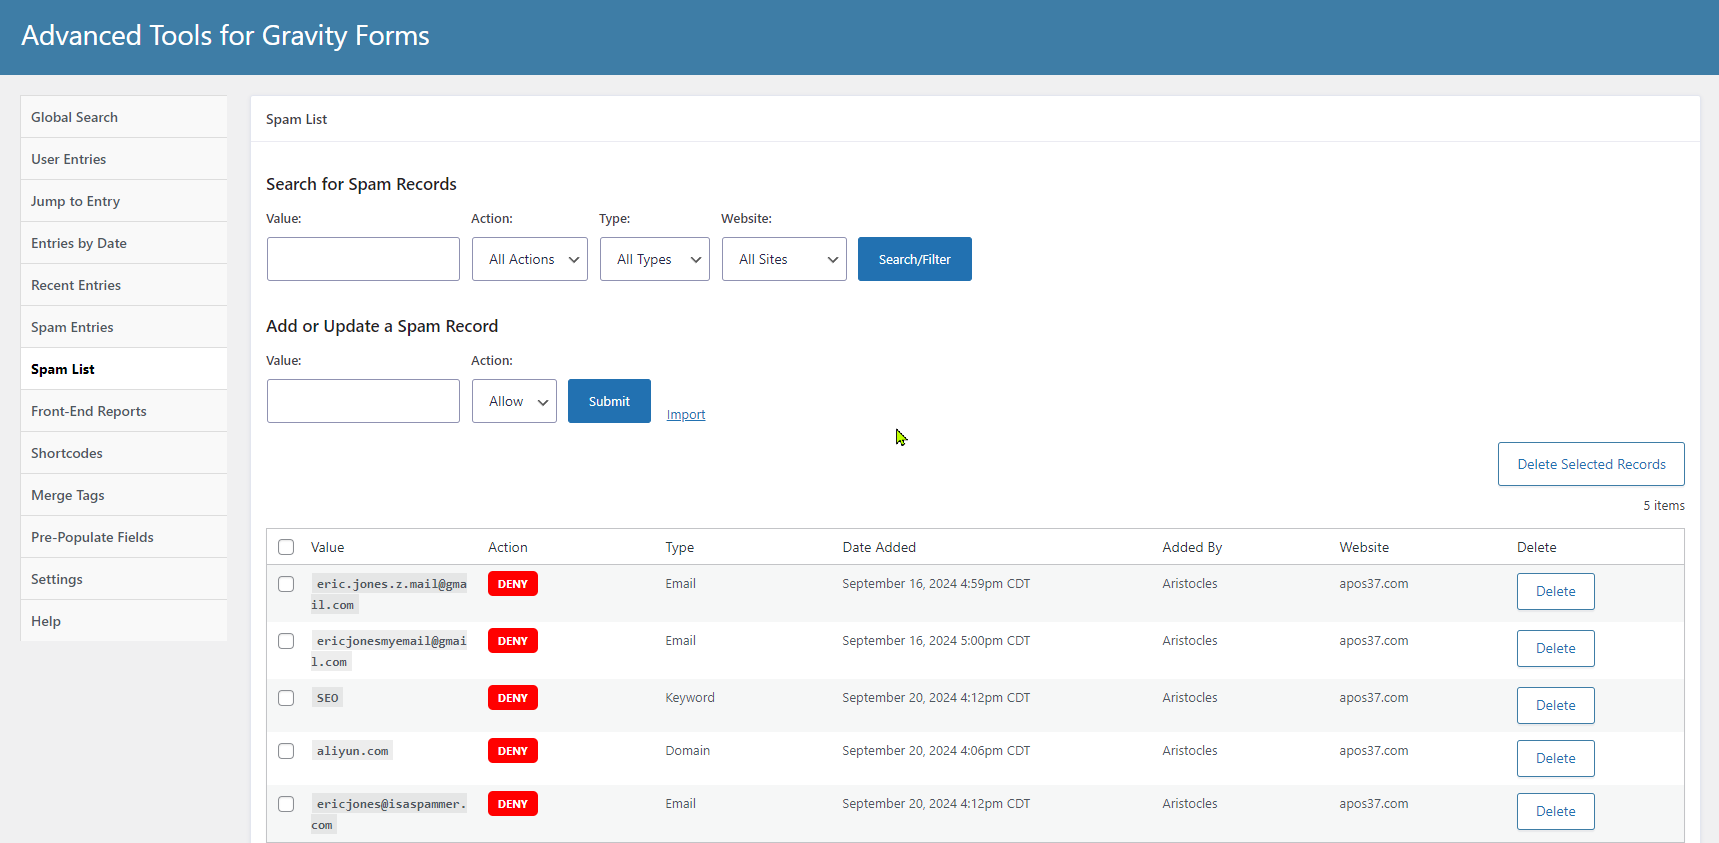 Advanced Tools for Gravity Forms
Global Search
User Entries
Jump to Entry
Entries by Date
Recent Entries
Spam Entries
Spam List
Front-End Reports
Shortcodes
Merge Tags
Pre-Populate Fields
Settings
Help
Spam List
Search for Spam Records
Value: Action: Type: Website:
All Actions All Types All Sites Search/Filter
Add or Update a Spam Record
Value: Action:
Allow Submit Import
Delete Selected Records
5 items
Value Action Type Date Added Added By Website Delete
eric.jones.z.mail@gma DENY Email September 16, 2024 4:59pm CDT Aristocles apos37.com Delete
il.com
ericjonesmyemail@gmai DENY Email September 16, 2024 5:00pm CDT Aristocles apos37.com Delete
l.com
SEO DENY Keyword September 20, 2024 4:12pm CDT Aristocles apos37.com Delete
aliyun.com DENY Domain September 20, 2024 4:06pm CDT Aristocles apos37.com Delete
ericjones@isaspammer. DENY Email September 20, 2024 4:12pm CDT Aristocles apos37.com Delete
com